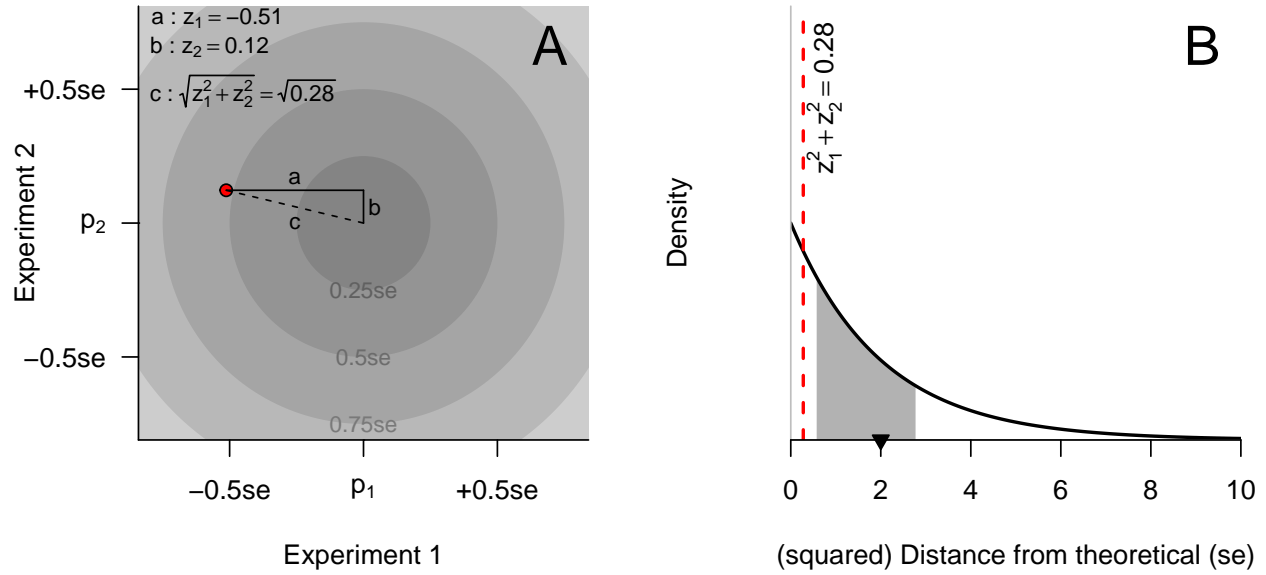 a : z₁ = −0.51
b : z₂ = 0.12
c : √(z₁² + z₂²) = √0.28
A
+0.5se
p₂
−0.5se
Experiment 2
a
b
c
0.25se
0.5se
0.75se
−0.5se
p₁
+0.5se
Experiment 1
B
z₁² + z₂² = 0.28
Density
0 2 4 6 8 10
(squared) Distance from theoretical (se)